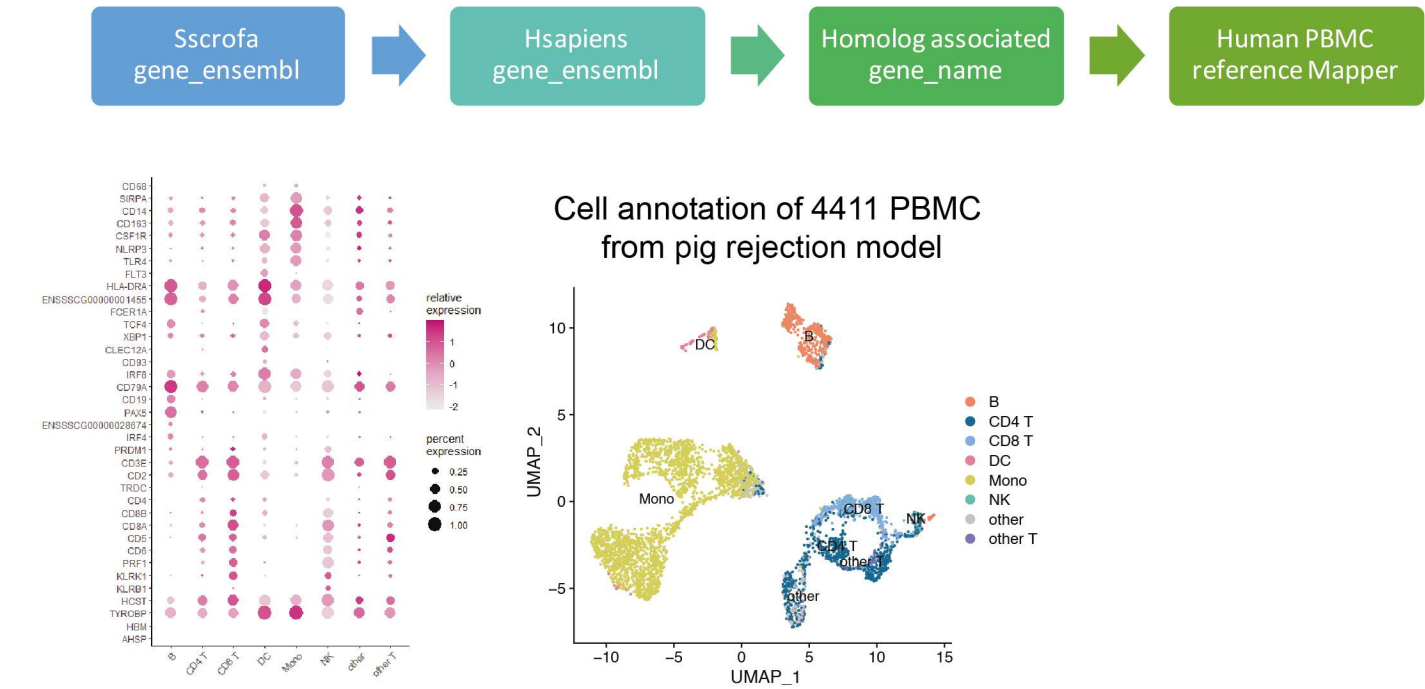 Sscrofa
gene_ensembl
Hsapiens
gene_ensembl
Homolog associated
gene_name
Human PBMC
reference Mapper
CD68
SIRPA
CD14
CD163
CSF1R
NLRP3
TLR4
FLT3
HLA-DRA
ENSSSCG00000001455
FCER1A
TCF4
XBP1
CLEC12A
CD93
IRF8
CD79A
CD19
PAX5
ENSSSCG00000028674
IRF4
PRDM1
CD3E
CD2
TRDC
CD4
CD8B
CD8A
CD5
CD6
PRF1
KLRK1
KLRB1
HCST
TYROBP
HBM
AHSP
B
CD4 T
CD8 T
DC
Mono
NK
other
other T
relative
expression
1
0
-1
-2
percent
expression
0.25
0.50
0.75
1.00
Cell annotation of 4411 PBMC
from pig rejection model
UMAP_2
10
5
0
−5
−10
−5
0
5
10
15
UMAP_1
DC
B
Mono
CD8 T
NK
CD4 T
other T
other
B
CD4 T
CD8 T
DC
Mono
NK
other
other T